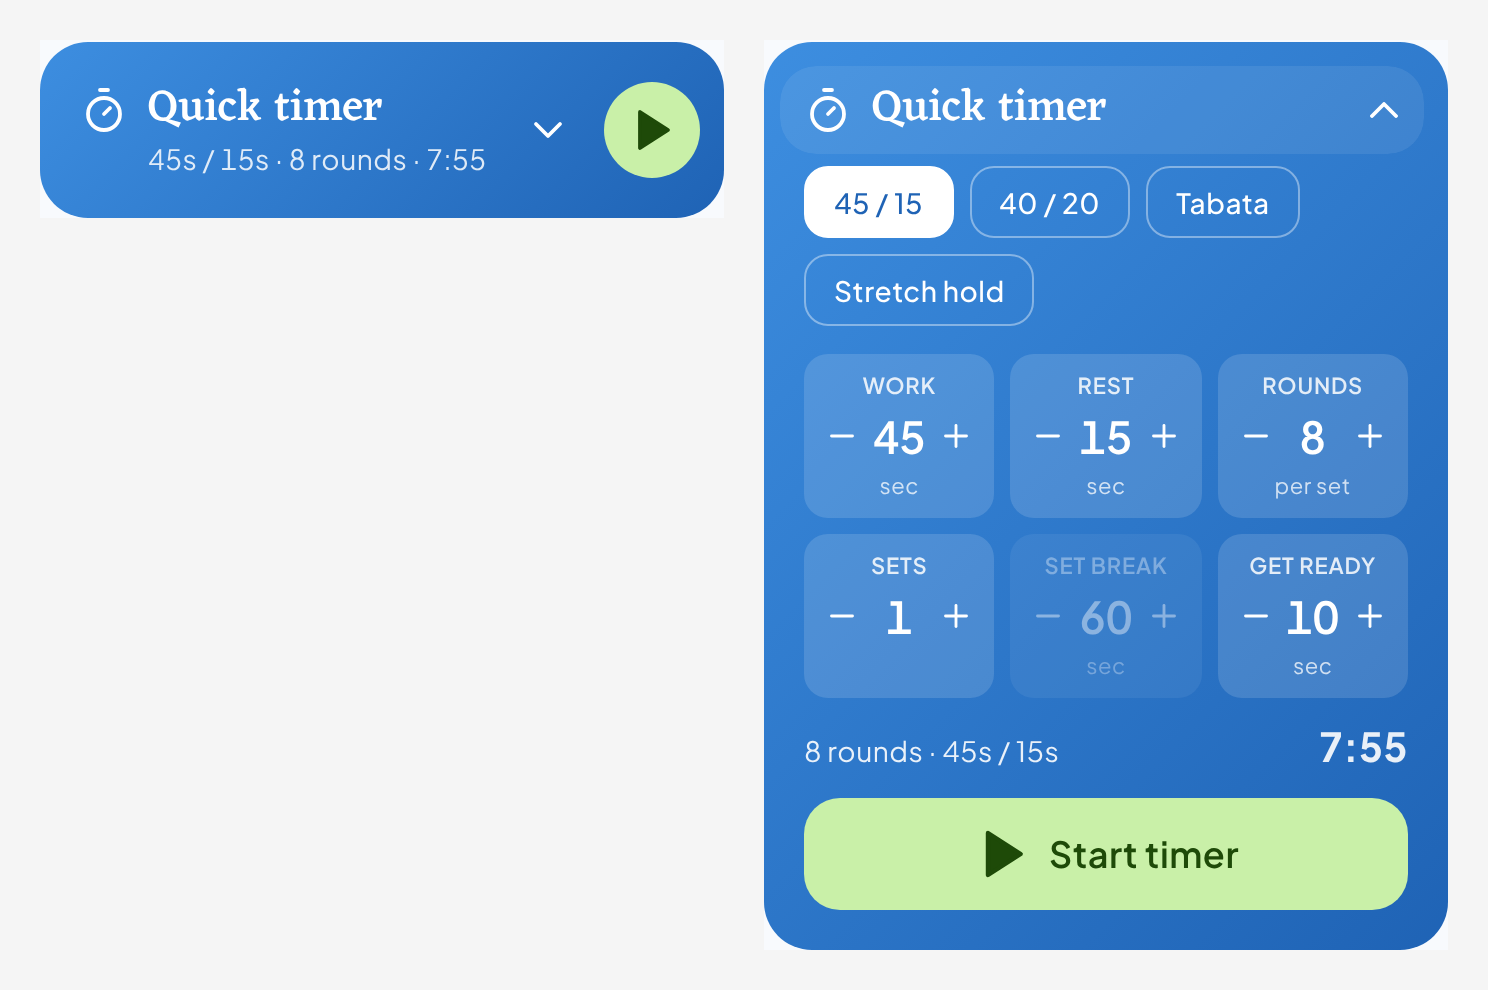 Quick timer
45s / 15s · 8 rounds · 7:55
Quick timer
45 / 15 40 / 20 Tabata
Stretch hold
WORK REST ROUNDS
− 45 + − 15 + − 8 +
sec sec per set
SETS SET BREAK GET READY
− 1 + − 60 + − 10 +
sec sec
8 rounds · 45s / 15s 7:55
Start timer